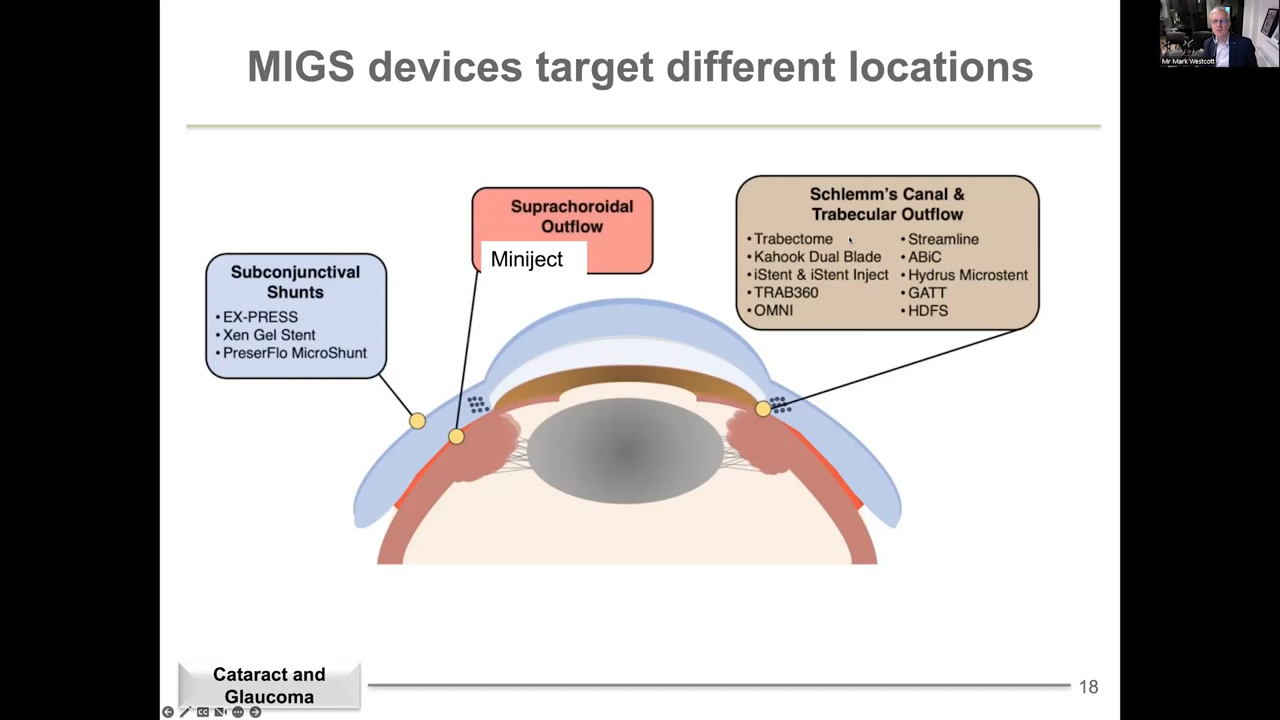 MIGS devices target different locations
Mr Mark Westcott
Subconjunctival
Shunts
• EX-PRESS
• Xen Gel Stent
• PreserFlo MicroShunt
Suprachoroidal
Outflow
Miniject
Schlemm's Canal &
Trabecular Outflow
• Trabectome
• Kahook Dual Blade
• iStent & iStent Inject
• TRAB360
• OMNI
• Streamline
• ABiC
• Hydrus Microstent
• GATT
• HDFS
Cataract and
Glaucoma
18